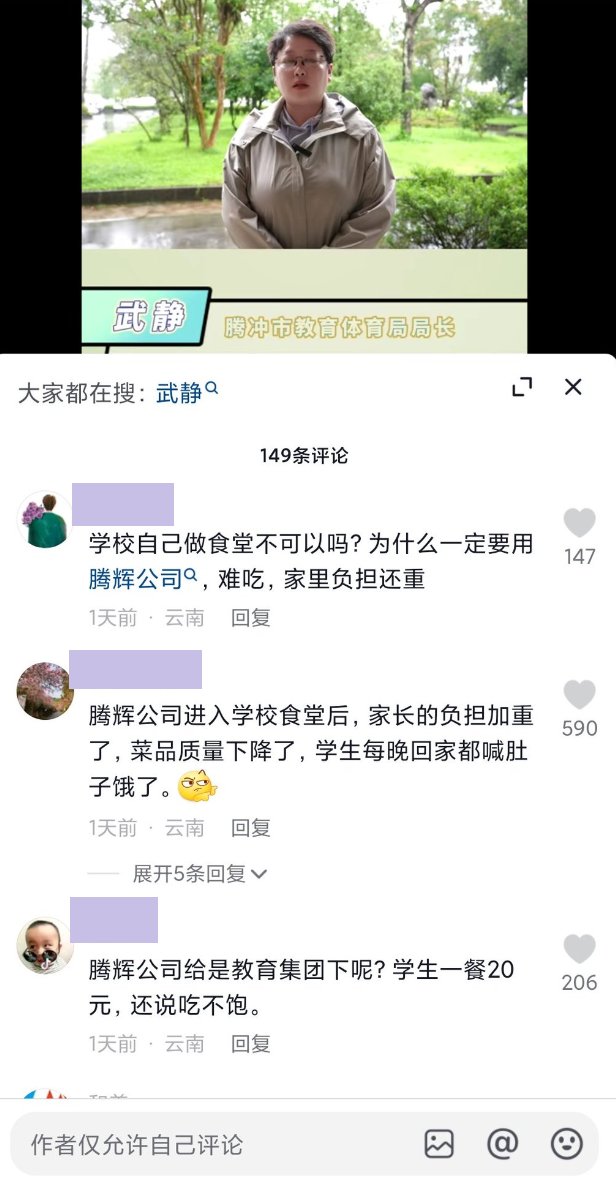 武静
腾冲市教育体育局局长
大家都在搜：武静
149条评论
学校自己做食堂不可以吗？为什么一定要用
腾辉公司，难吃，家里负担还重
1天前 · 云南 回复
147
腾辉公司进入学校食堂后，家长的负担加重
了，菜品质量下降了，学生每晚回家都喊肚
子饿了。
590
1天前 · 云南 回复
展开5条回复
腾辉公司给是教育集团下呢？学生一餐20
元，还说吃不饱。
206
1天前 · 云南 回复
作者仅允许自己评论